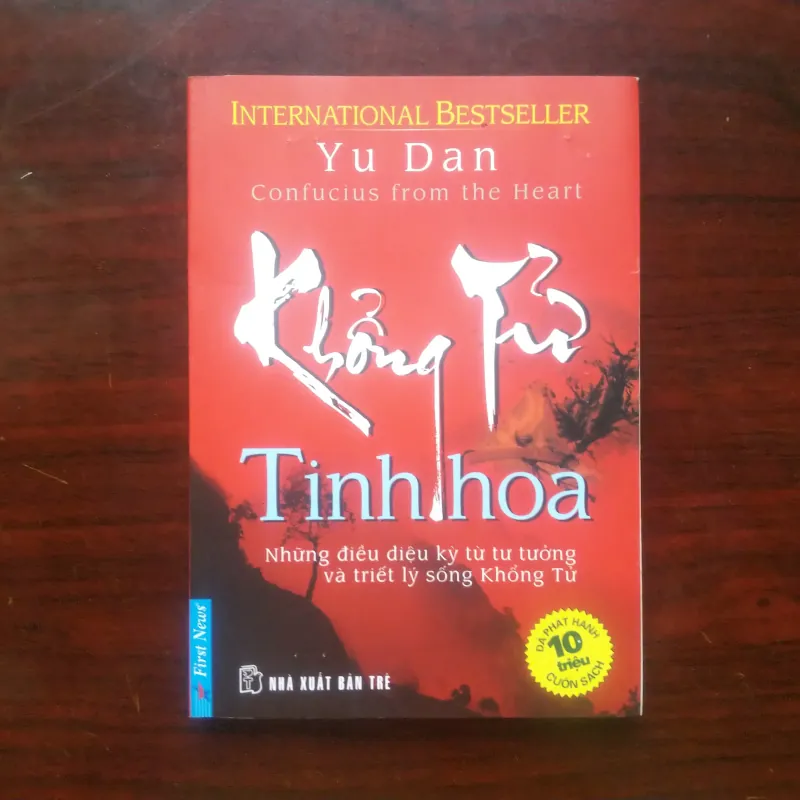 INTERNATIONAL BESTSELLER
Yu Dan
Confucius from the Heart
Khổng Tử
Tinh hoa
Những điều diệu kỳ từ tư tưởng
và triết lý sống Khổng Tử
ĐÃ PHÁT HÀNH
10
triệu
CUỐN SÁCH
First News
NHÀ XUẤT BẢN TRẺ